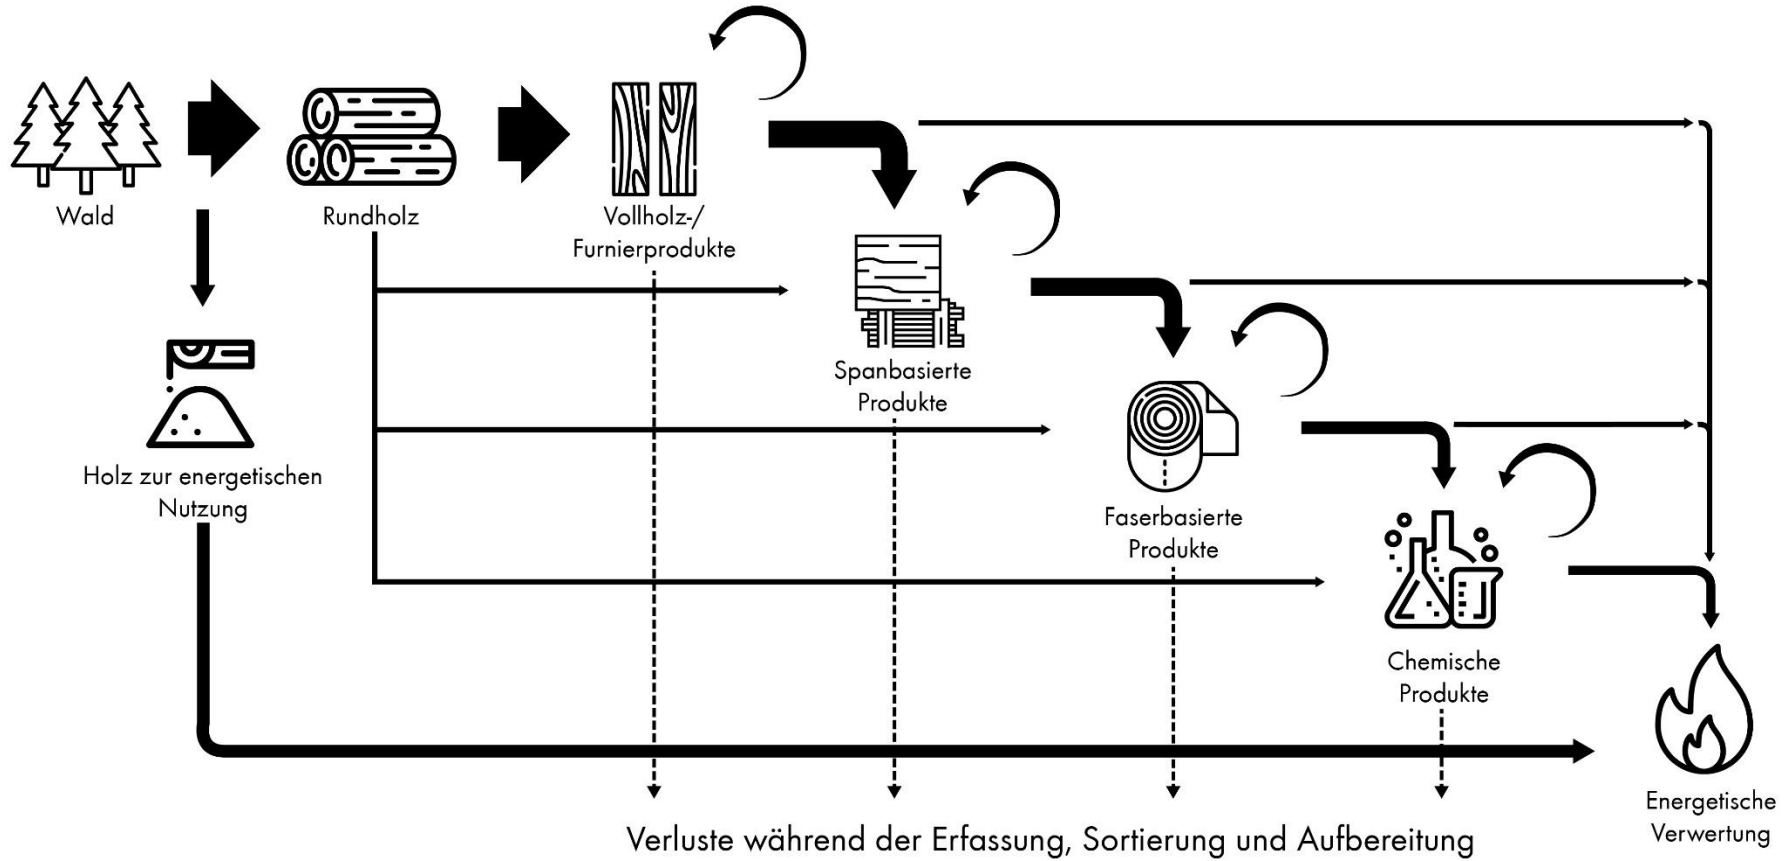 Wald
Rundholz
Vollholz-/
Furnierprodukte
Spanbasierte
Produkte
Holz zur energetischen
Nutzung
Faserbasierte
Produkte
Chemische
Produkte
Energetische
Verwertung
Verluste während der Erfassung, Sortierung und Aufbereitung